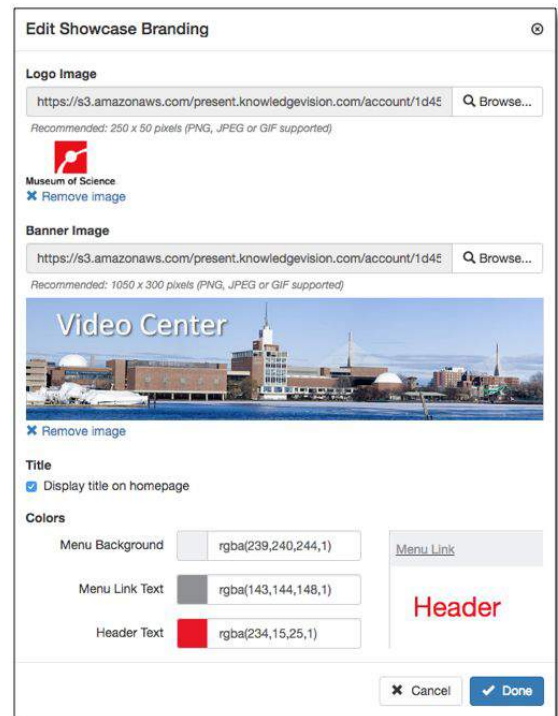 Edit Showcase Branding
Logo Image
https://s3.amazonaws.com/present.knowledgevision.com/account/1d45
Browse...
Recommended: 250 x 50 pixels (PNG, JPEG or GIF supported)
Museum of Science
Remove image
Banner Image
https://s3.amazonaws.com/present.knowledgevision.com/account/1d45
Browse...
Recommended: 1050 x 300 pixels (PNG, JPEG or GIF supported)
Video Center
Remove image
Title
Display title on homepage
Colors
Menu Background rgba(239,240,244,1)
Menu Link
Menu Link Text rgba(143,144,148,1)
Header
Header Text rgba(234,15,25,1)
Cancel
Done